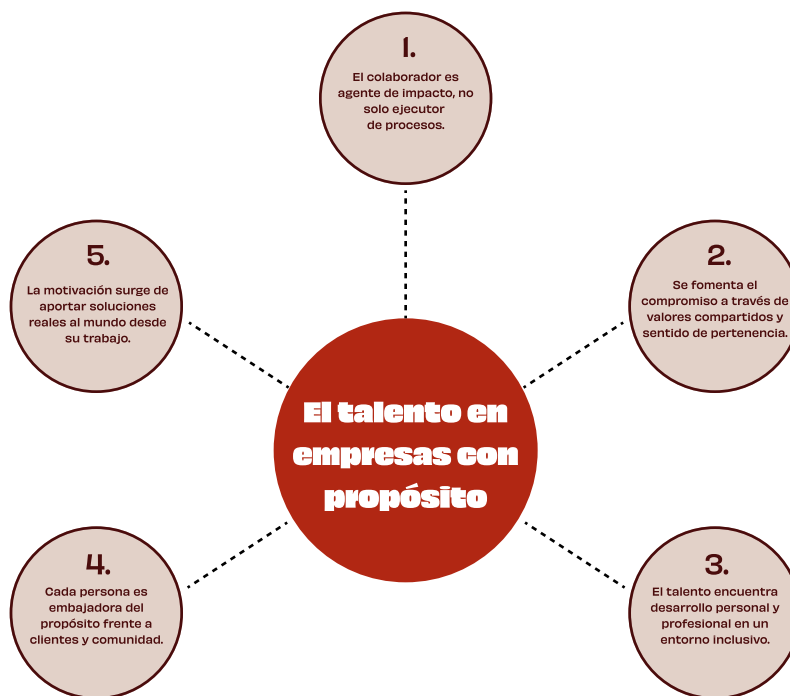 1.
El colaborador es
agente de impacto, no
solo ejecutor
de procesos.
2.
Se fomenta el
compromiso a través de
valores compartidos y
sentido de pertenencia.
3.
El talento encuentra
desarrollo personal y
profesional en un
entorno inclusivo.
4.
Cada persona es
embajadora del
propósito frente a
clientes y comunidad.
5.
La motivación surge de
aportar soluciones
reales al mundo desde
su trabajo.
El talento en
empresas con
propósito